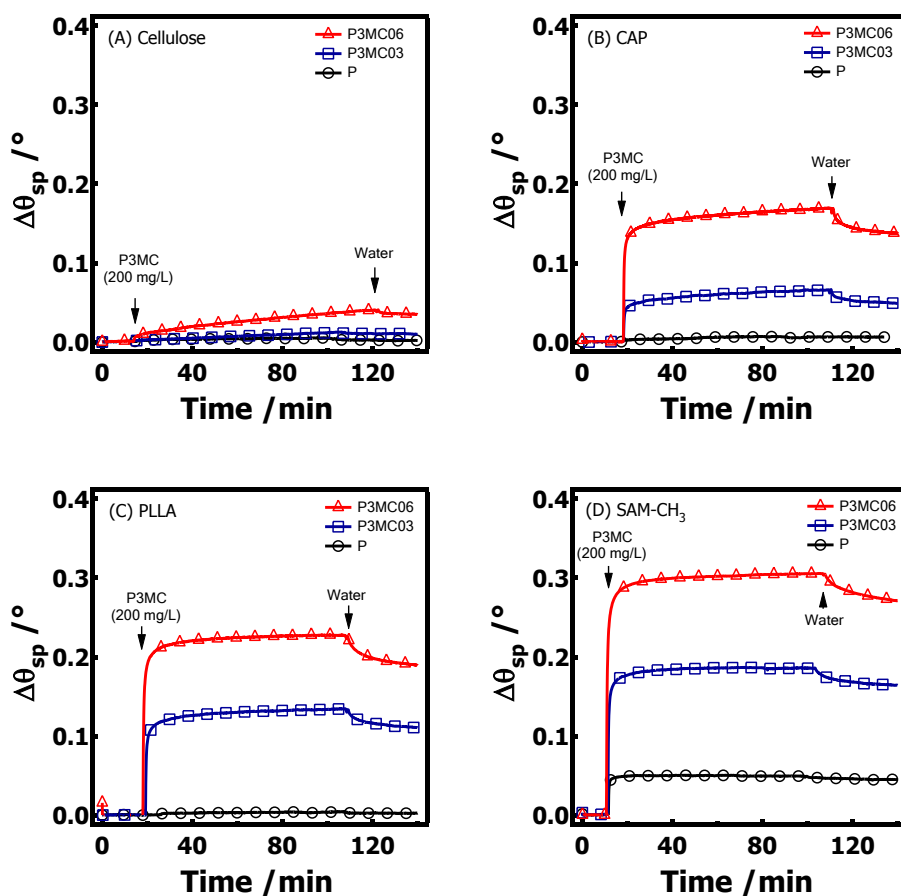 (A) Cellulose
P3MC06
P3MC03
P
P3MC
(200 mg/L)
Water
0.4
0.3
0.2
0.1
0.0
Δθsp /°
0
40
80
120
Time /min
(B) CAP
P3MC06
P3MC03
P
P3MC
(200 mg/L)
Water
0.4
0.3
0.2
0.1
0.0
Δθsp /°
0
40
80
120
Time /min
(C) PLLA
P3MC06
P3MC03
P
P3MC
(200 mg/L)
Water
0.4
0.3
0.2
0.1
0.0
Δθsp /°
0
40
80
120
Time /min
(D) SAM-CH3
P3MC06
P3MC03
P
P3MC
(200 mg/L)
Water
0.4
0.3
0.2
0.1
0.0
Δθsp /°
0
40
80
120
Time /min